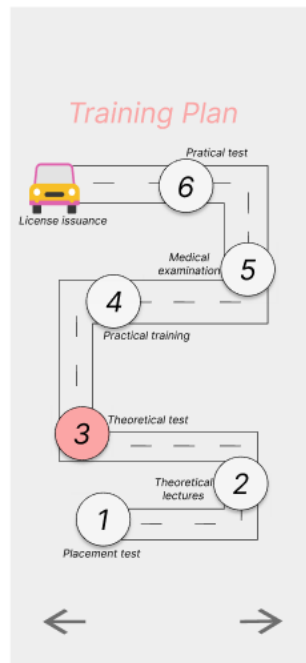 Training Plan
Pratical test
6
License issuance
Medical
examination
5
4
Practical training
Theoretical test
3
Theoretical
lectures
2
1
Placement test